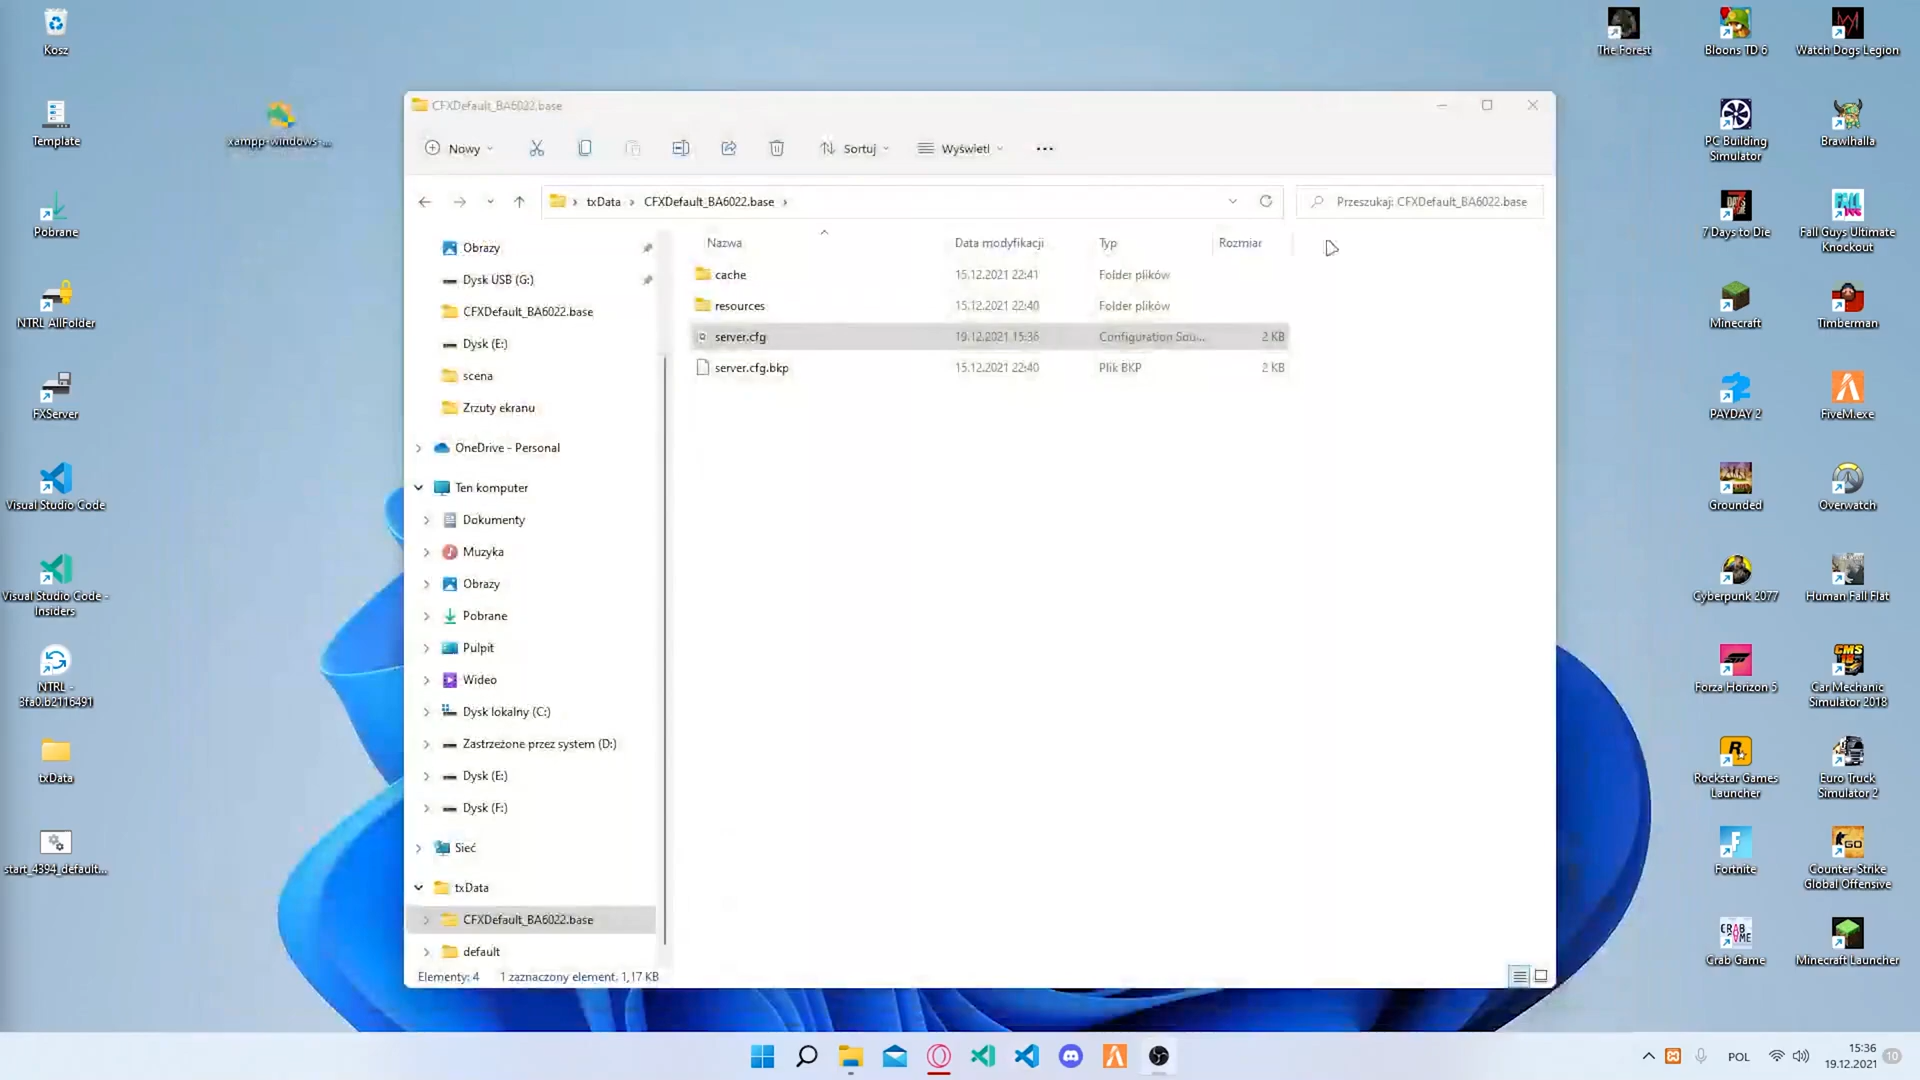 Kosz
Template
Pobrane
NTRL AllFolder
FXServer
Visual Studio Code
Visual Studio Code -
Insiders
NTRL -
3fa0.b2116491
txData
start_4394_default...
xampp-windows-...
CFXDefault_BA6022.base
Nowy
Sortuj
Wyświetl
txData
CFXDefault_BA6022.base
Przeszukaj: CFXDefault_BA6022.base
Obrazy
Dysk USB (G:)
CFXDefault_BA6022.base
Dysk (E:)
scena
Zrzuty ekranu
OneDrive - Personal
Ten komputer
Dokumenty
Muzyka
Obrazy
Pobrane
Pulpit
Wideo
Dysk lokalny (C:)
Zastrzeżone przez system (D:)
Dysk (E:)
Dysk (F:)
Sieć
txData
CFXDefault_BA6022.base
default
Nazwa Data modyfikacji Typ Rozmiar
cache 15.12.2021 22:41 Folder plików
resources 15.12.2021 22:40 Folder plików
server.cfg 19.12.2021 15:36 Configuration Sou... 2 KB
server.cfg.bkp 15.12.2021 22:40 Plik BKP 2 KB
Elementy: 4 1 zaznaczony element. 1,17 KB
The Forest
Bloons TD 6
Watch Dogs Legion
PC Building
Simulator
Brawlhalla
7 Days to Die
Fall Guys Ultimate
Knockout
Minecraft
Timberman
PAYDAY 2
FiveM.exe
Grounded
Overwatch
Cyberpunk 2077
Human Fall Flat
Forza Horizon 5
Car Mechanic
Simulator 2018
Rockstar Games
Launcher
Euro Truck
Simulator 2
Fortnite
Counter-Strike
Global Offensive
Crab Game
Minecraft Launcher
POL
15:36
19.12.2021
10